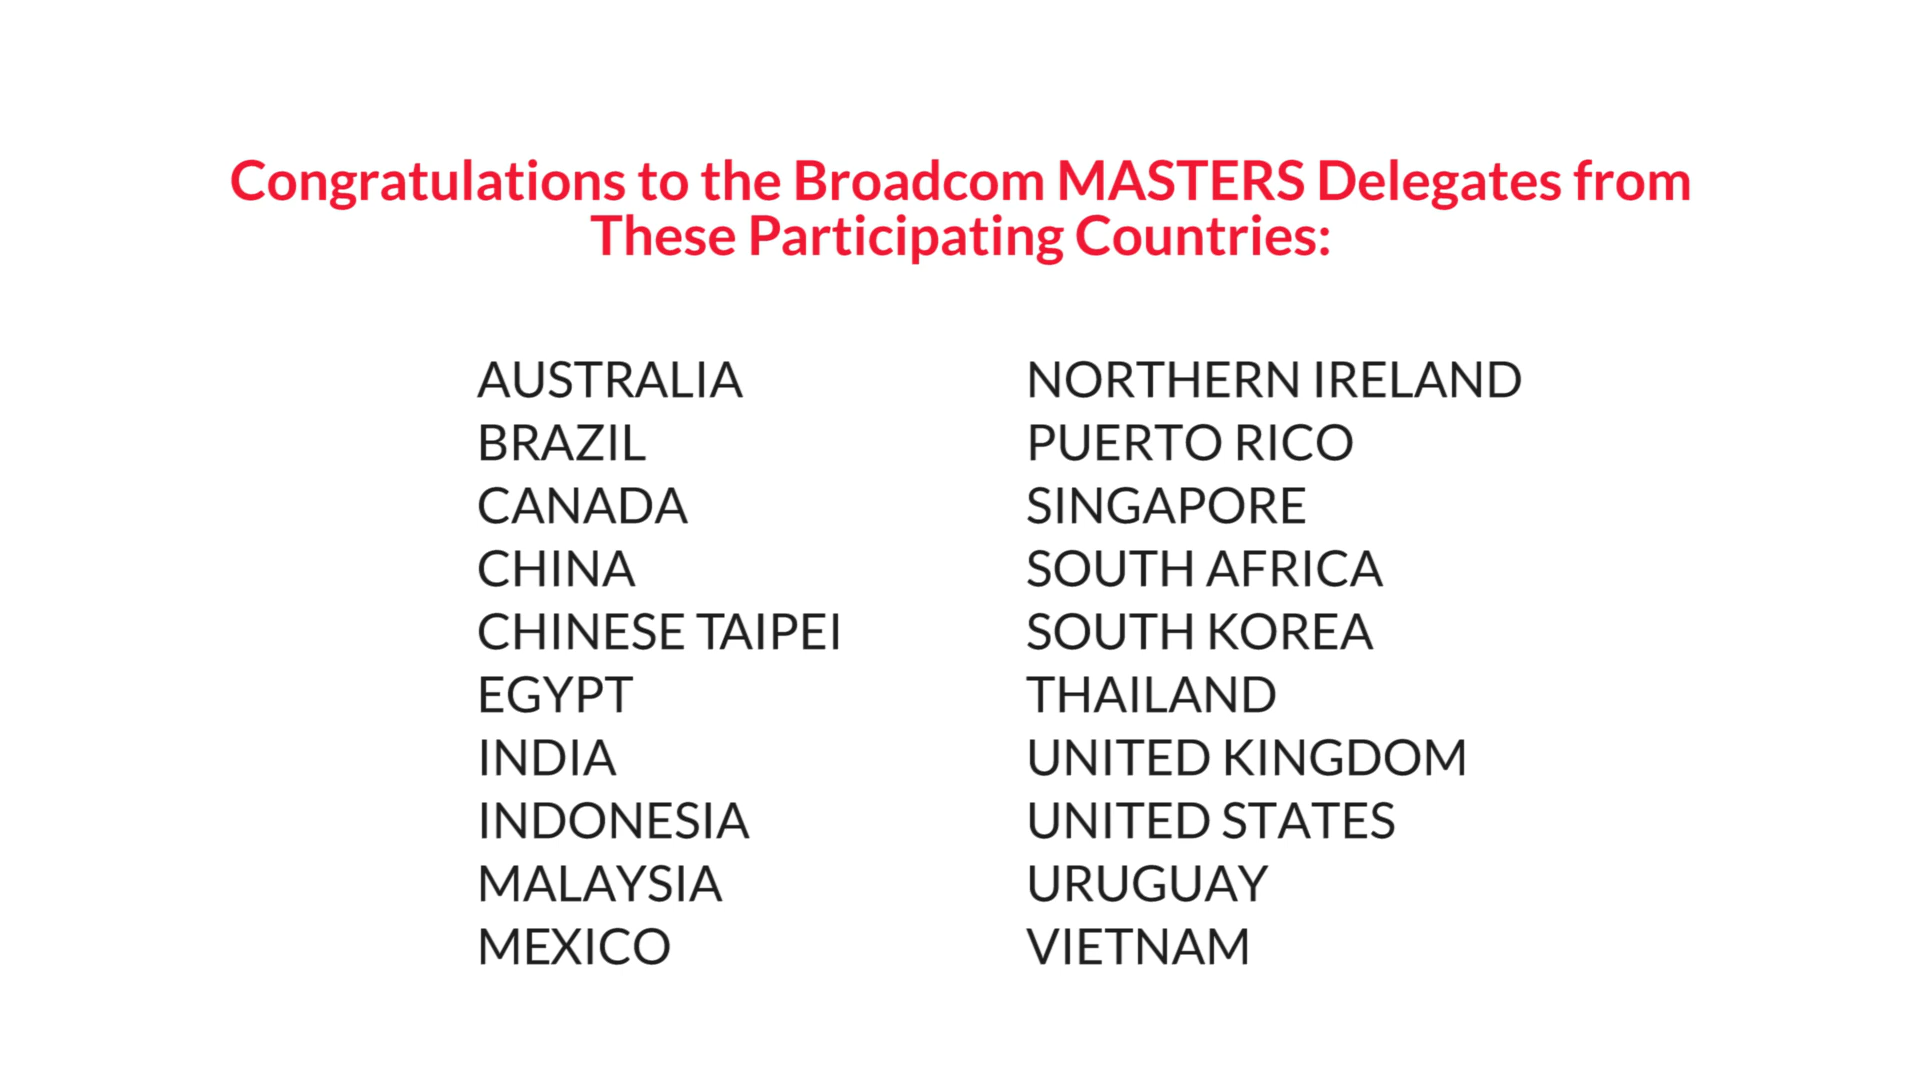 Congratulations to the Broadcom MASTERS Delegates from
These Participating Countries:
AUSTRALIA
BRAZIL
CANADA
CHINA
CHINESE TAIPEI
EGYPT
INDIA
INDONESIA
MALAYSIA
MEXICO
NORTHERN IRELAND
PUERTO RICO
SINGAPORE
SOUTH AFRICA
SOUTH KOREA
THAILAND
UNITED KINGDOM
UNITED STATES
URUGUAY
VIETNAM